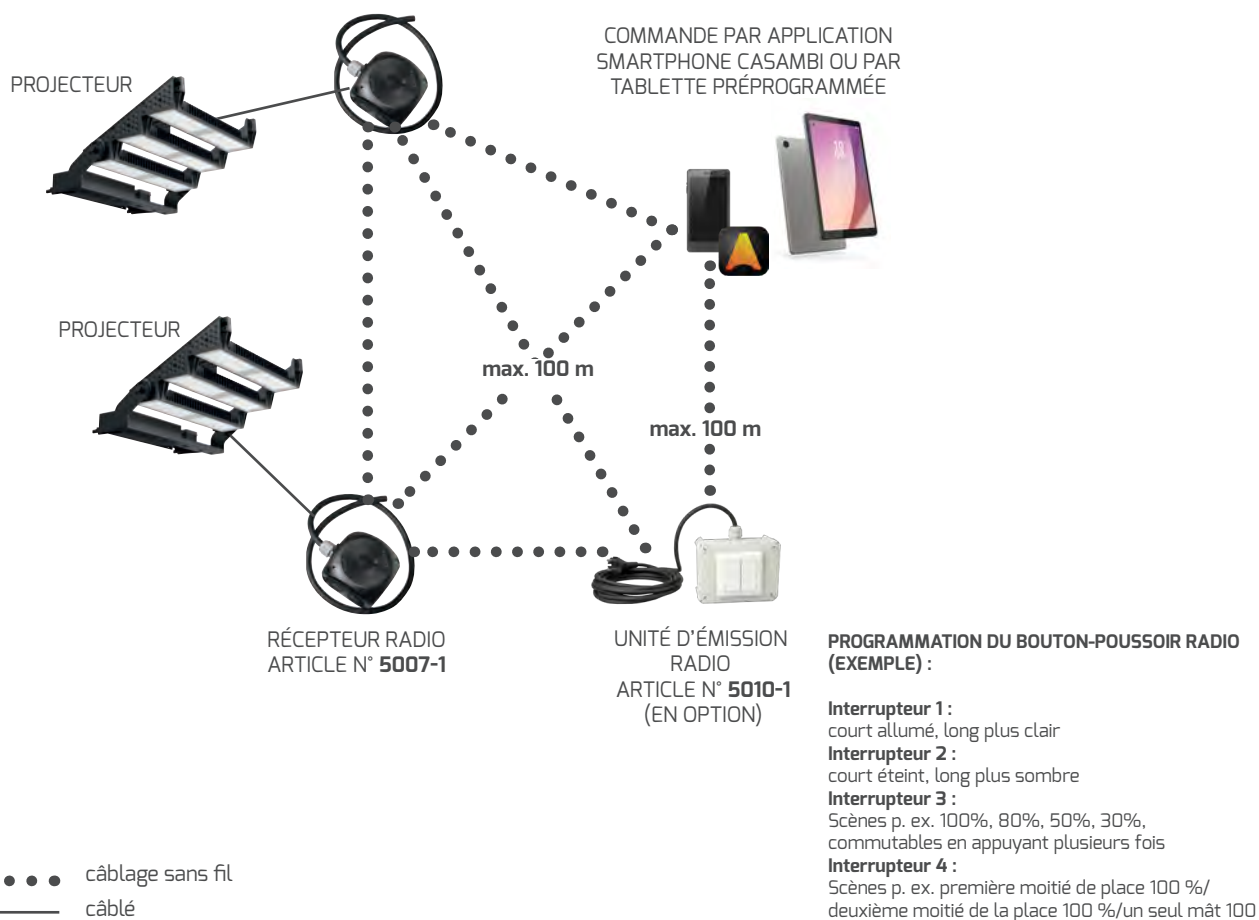 COMMANDE PAR APPLICATION
SMARTPHONE CASAMBI OU PAR
TABLETTE PRÉPROGRAMMÉE
PROJECTEUR
PROJECTEUR
max. 100 m
max. 100 m
RÉCEPTEUR RADIO
ARTICLE N° 5007-1
UNITÉ D'ÉMISSION
RADIO
ARTICLE N° 5010-1
(EN OPTION)
PROGRAMMATION DU BOUTON-POUSSOIR RADIO
(EXEMPLE) :
Interrupteur 1 :
court allumé, long plus clair
Interrupteur 2 :
court éteint, long plus sombre
Interrupteur 3 :
Scènes p. ex. 100%, 80%, 50%, 30%,
commutables en appuyant plusieurs fois
Interrupteur 4 :
Scènes p. ex. première moitié de place 100 %/
deuxième moitié de la place 100 %/un seul mât 100
câblage sans fil
câblé